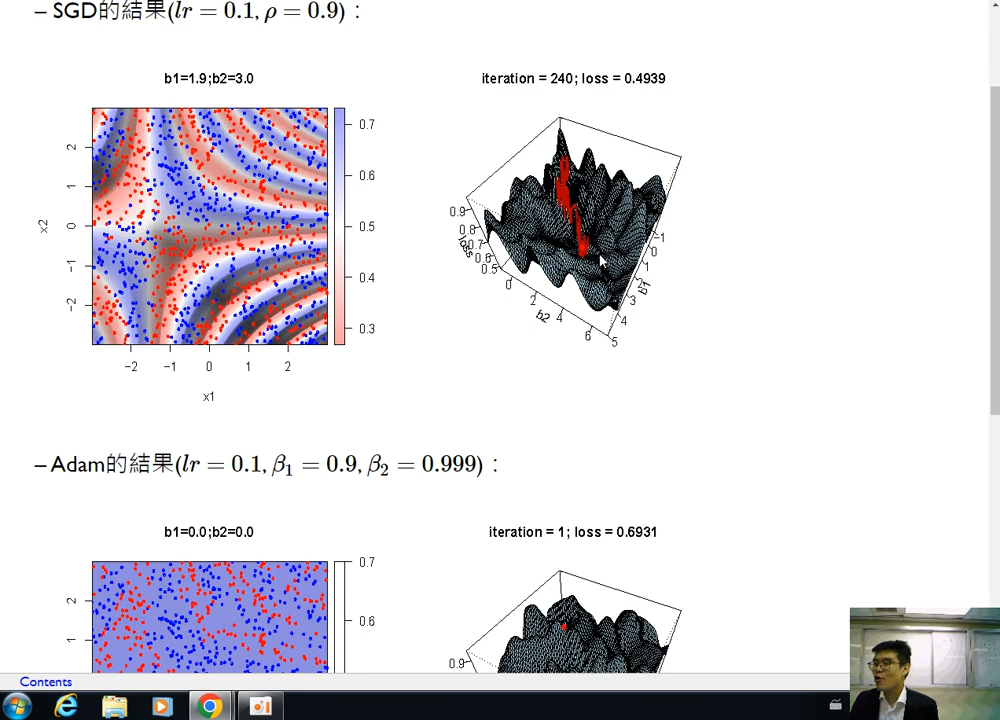 – SGD的結果(lr = 0.1, ρ = 0.9)：
b1=1.9;b2=3.0
iteration = 240; loss = 0.4939
0.7
0.6
0.5
0.4
0.3
2
1
0
−1
−2
x2
−2 −1 0 1 2
x1
0.9
0.8
0.7
0.6
0.5
loss
0
2
4
6
b2
−1
0
1
2
3
4
5
b1
– Adam的結果(lr = 0.1, β1 = 0.9, β2 = 0.999)：
b1=0.0;b2=0.0
iteration = 1; loss = 0.6931
0.7
0.6
2
1
0.9
Contents